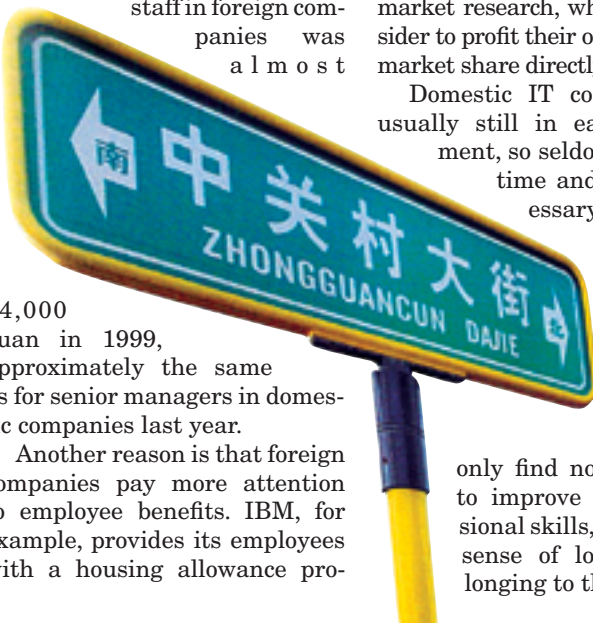 staff in foreign com-
panies was
almost
4,000
uan in 1999,
pproximately the same
s for senior managers in domes-
c companies last year.
Another reason is that foreign
ompanies pay more attention
o employee benefits. IBM, for
xample, provides its employees
with a housing allowance pro-
南 中关村大街 北
ZHONGGUANCUN DAJIE
market research, wh
sider to profit their o
market share directl
Domestic IT co
usually still in ea
ment, so seldo
time and
essary
only find no
to improve
sional skills,
sense of lo
longing to th